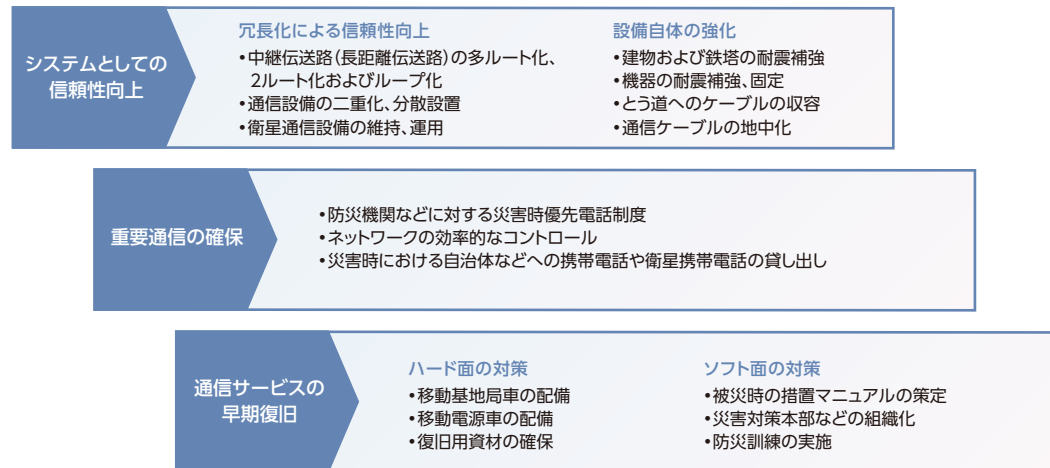 システムとしての
信頼性向上
冗長化による信頼性向上
•中継伝送路(長距離伝送路)の多ルート化、
2ルート化およびループ化
•通信設備の二重化、分散設置
•衛星通信設備の維持、運用
設備自体の強化
•建物および鉄塔の耐震補強
•機器の耐震補強、固定
•とう道へのケーブルの収容
•通信ケーブルの地中化
重要通信の確保
•防災機関などに対する災害時優先電話制度
•ネットワークの効率的なコントロール
•災害時における自治体などへの携帯電話や衛星携帯電話の貸し出し
通信サービスの
早期復旧
ハード面の対策
•移動基地局車の配備
•移動電源車の配備
•復旧用資材の確保
ソフト面の対策
•被災時の措置マニュアルの策定
•災害対策本部などの組織化
•防災訓練の実施